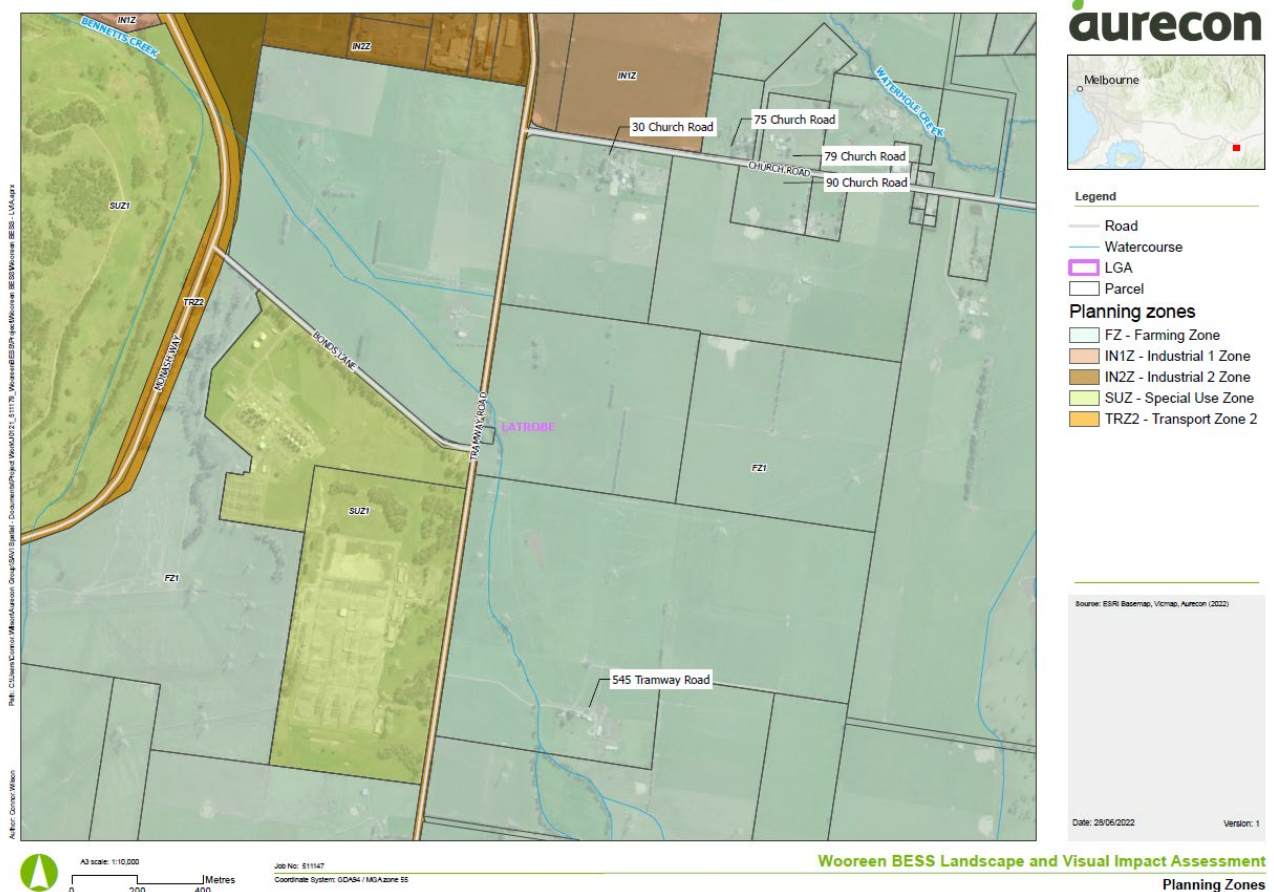 aurecon
Melbourne
Legend
Road
Watercourse
LGA
Parcel
Planning zones
FZ - Farming Zone
IN1Z - Industrial 1 Zone
IN2Z - Industrial 2 Zone
SUZ - Special Use Zone
TRZ2 - Transport Zone 2
Source: ESRI Basemap, Vicmap, Aurecon (2022)
Date: 28/06/2022
Version: 1
IN1Z
BENNETTS CREEK
IN2Z
IN1Z
WATERHOLE CREEK
30 Church Road
75 Church Road
79 Church Road
CHURCH ROAD
90 Church Road
SUZ1
TRZ2
MONASH WAY
BONDS LANE
TRAMWAY ROAD
LATROBE
FZ1
SUZ1
FZ1
545 Tramway Road
Author: Connor.Wilson
A3 scale: 1:10,000
0 200 400 Metres
Job No: 511147
Coordinate System: GDA94 / MGA zone 55
Wooreen BESS Landscape and Visual Impact Assessment
Planning Zones